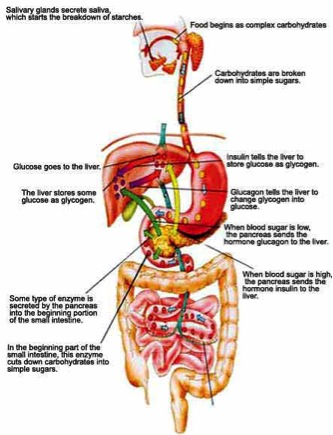 Salivary glands secrete saliva,
which starts the breakdown of starches.
Food begins as complex carbohydrates
Carbohydrates are broken
down into simple sugars.
Glucose goes to the liver.
Insulin tells the liver to
store glucose as glycogen.
The liver stores some
glucose as glycogen.
Glucagon tells the liver to
change glycogen into
glucose.
When blood sugar is low,
the pancreas sends the
hormone glucagon to the liver.
When blood sugar is high,
the pancreas sends the
hormone insulin to the
liver.
Some type of enzyme is
secreted by the pancreas
into the beginning portion
of the small intestine.
In the beginning part of the
small intestine, this enzyme
cuts down carbohydrates into
simple sugars.